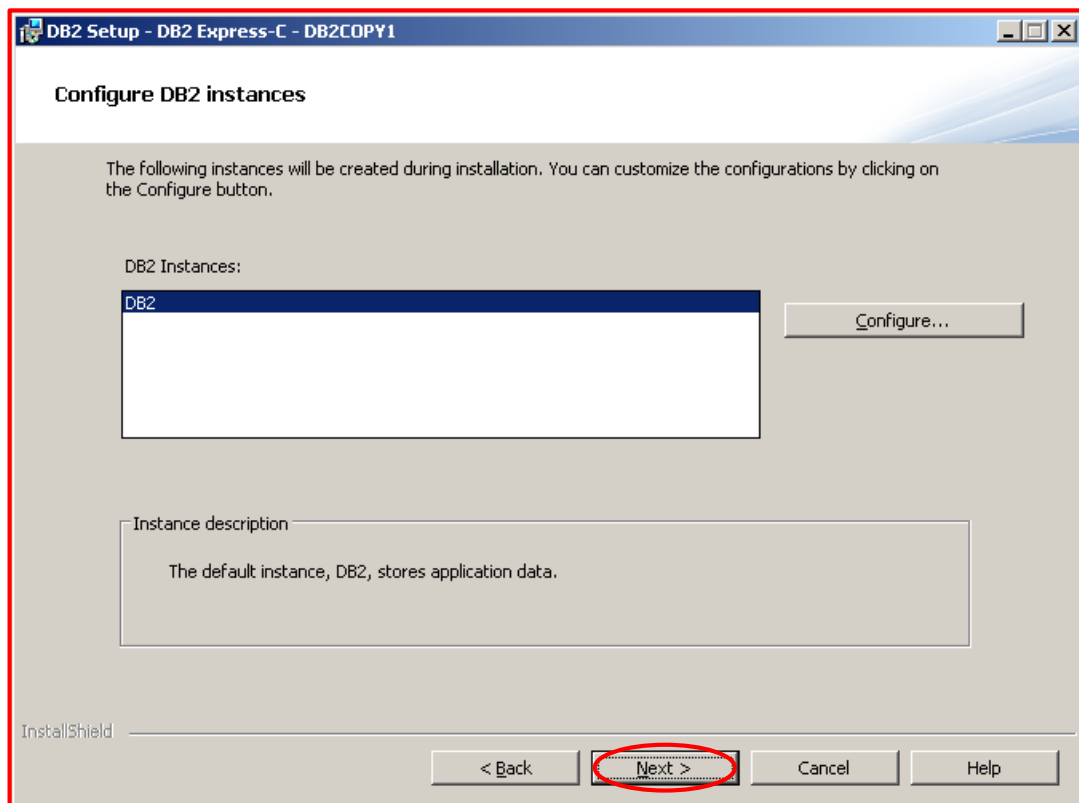 DB2 Setup - DB2 Express-C - DB2COPY1
Configure DB2 instances
The following instances will be created during installation. You can customize the configurations by clicking on
the Configure button.
DB2 Instances:
DB2
Configure...
Instance description
The default instance, DB2, stores application data.
InstallShield
< Back
Next >
Cancel
Help